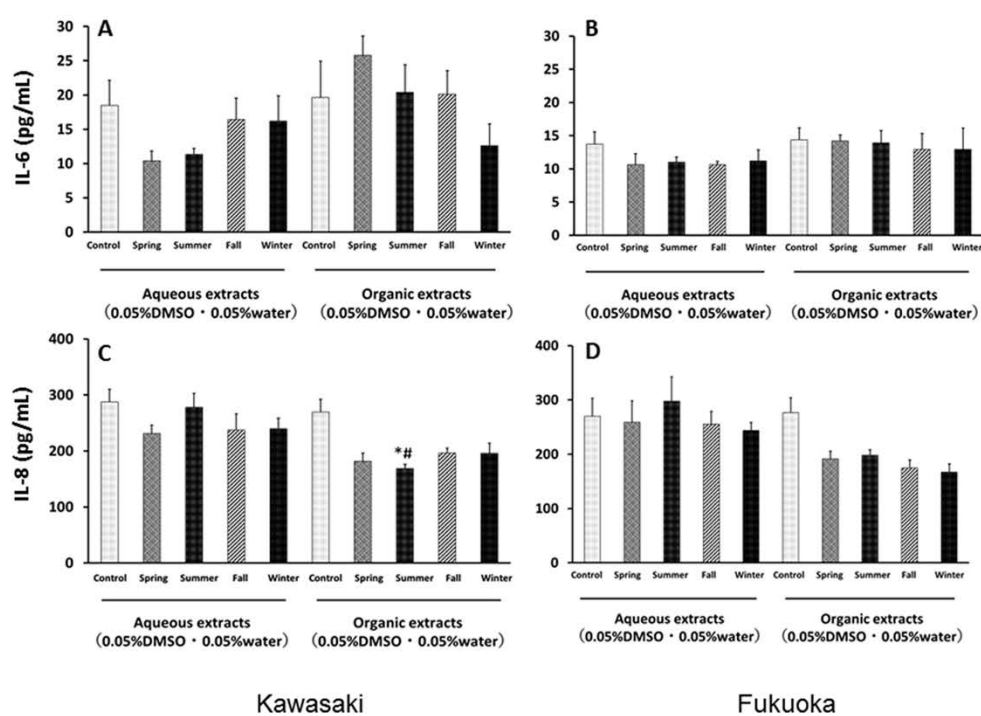 A
IL-6 (pg/mL)
30
25
20
15
10
5
0
Control Spring Summer Fall Winter Control Spring Summer Fall Winter
Aqueous extracts Organic extracts
(0.05%DMSO・0.05%water) (0.05%DMSO・0.05%water)
B
30
25
20
15
10
5
0
Control Spring Summer Fall Winter Control Spring Summer Fall Winter
Aqueous extracts Organic extracts
(0.05%DMSO・0.05%water) (0.05%DMSO・0.05%water)
C
IL-8 (pg/mL)
400
300
200
100
0
*#
Control Spring Summer Fall Winter Control Spring Summer Fall Winter
Aqueous extracts Organic extracts
(0.05%DMSO・0.05%water) (0.05%DMSO・0.05%water)
D
400
300
200
100
0
Control Spring Summer Fall Winter Control Spring Summer Fall Winter
Aqueous extracts Organic extracts
(0.05%DMSO・0.05%water) (0.05%DMSO・0.05%water)
Kawasaki Fukuoka